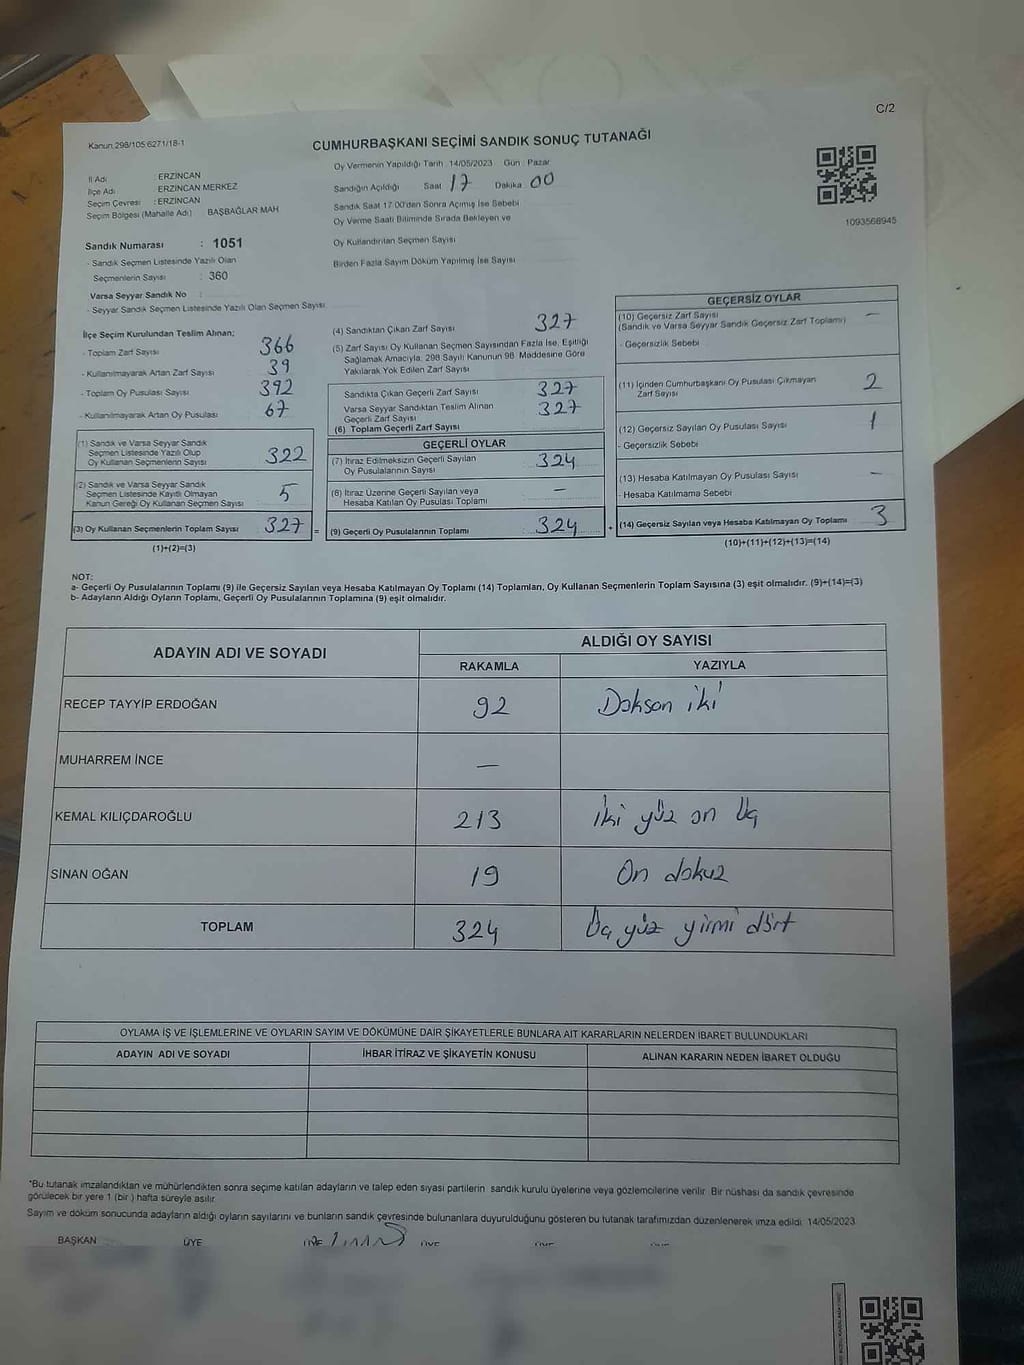 C/2
Kanun 298/105 6271/18-1
CUMHURBAŞKANI SEÇİMİ SANDIK SONUÇ TUTANAĞI
İl Adı : ERZİNCAN
İlçe Adı : ERZİNCAN MERKEZ
Seçim Çevresi : ERZİNCAN
Seçim Bölgesi (Mahalle Adı) BAŞBAĞLAR MAH
Oy Vermenin Yapıldığı Tarih : 14/05/2023 Gün : Pazar
Sandığın Açıldığı Saat 17 Dakika 00
Sandık Saat 17.00'den Sonra Açımış İse Sebebi
Oy Verme Saati Bitiminde Sırada Bekleyen ve
Oy Kullandırılan Seçmen Sayısı
Birden Fazla Sayım Döküm Yapılmış İse Sayısı
1093568945
Sandık Numarası : 1051
- Sandık Seçmen Listesinde Yazılı Olan
Seçmenlerin Sayısı : 360
Varsa Seyyar Sandık No :
- Seyyar Sandık Seçmen Listesinde Yazılı Olan Seçmen Sayısı
İlçe Seçim Kurulundan Teslim Alınan;
- Toplam Zarf Sayısı 366
- Kullanılmayarak Artan Zarf Sayısı 39
- Toplam Oy Pusulası Sayısı 392
- Kullanılmayarak Artan Oy Pusulası 67
(1) Sandık ve Varsa Seyyar Sandık
Seçmen Listesinde Yazılı Olup
Oy Kullanan Seçmenlerin Sayısı 322
(2) Sandık ve Varsa Seyyar Sandık
Seçmen Listesinde Kayıtlı Olmayan
Kanun Gereği Oy Kullanan Seçmen Sayısı 5
(3) Oy Kullanan Seçmenlerin Toplam Sayısı 327 =
(1)+(2)=(3)
(4) Sandıktan Çıkan Zarf Sayısı 327
(5) Zarf Sayısı Oy Kullanan Seçmen Sayısından Fazla İse, Eşitliği
Sağlamak Amacıyla, 298 Sayılı Kanunun 98. Maddesine Göre
Yakılarak Yok Edilen Zarf Sayısı
Sandıkta Çıkan Geçerli Zarf Sayısı 327
Varsa Seyyar Sandıktan Teslim Alınan
Geçerli Zarf Sayısı 327
(6) Toplam Geçerli Zarf Sayısı
GEÇERLİ OYLAR
(7) İtiraz Edilmeksizin Geçerli Sayılan
Oy Pusulalarının Sayısı 324
(8) İtiraz Üzerine Geçerli Sayılan veya
Hesaba Katılan Oy Pusulası Toplamı —
(9) Geçerli Oy Pusulalarının Toplamı 324 +
GEÇERSİZ OYLAR
(10) Geçersiz Zarf Sayısı —
(Sandık ve Varsa Seyyar Sandık Geçersiz Zarf Toplamı)
- Geçersizlik Sebebi
(11) İçinden Cumhurbaşkanı Oy Pusulası Çıkmayan 2
Zarf Sayısı
(12) Geçersiz Sayılan Oy Pusulası Sayısı 1
- Geçersizlik Sebebi
(13) Hesaba Katılmayan Oy Pusulası Sayısı —
- Hesaba Katılmama Sebebi
(14) Geçersiz Sayılan veya Hesaba Katılmayan Oy Toplamı 3
(10)+(11)+(12)+(13)=(14)
NOT:
a- Geçerli Oy Pusulalarının Toplamı (9) ile Geçersiz Sayılan veya Hesaba Katılmayan Oy Toplamı (14) Toplamları, Oy Kullanan Seçmenlerin Toplam Sayısına (3) eşit olmalıdır. (9)+(14)=(3)
b- Adayların Aldığı Oyların Toplamı, Geçerli Oy Pusulalarının Toplamına (9) eşit olmalıdır.
ADAYIN ADI VE SOYADI
ALDIĞI OY SAYISI
RAKAMLA YAZIYLA
RECEP TAYYİP ERDOĞAN 92 Doksan iki
MUHARREM İNCE —
KEMAL KILIÇDAROĞLU 213 İki yüz on Üç
SİNAN OĞAN 19 On dokuz
TOPLAM 324 Üç yüz yirmi dört
OYLAMA İŞ VE İŞLEMLERİNE VE OYLARIN SAYIM VE DÖKÜMÜNE DAİR ŞİKAYETLERLE BUNLARA AİT KARARLARIN NELERDEN İBARET BULUNDUKLARI
ADAYIN ADI VE SOYADI İHBAR İTİRAZ VE ŞİKAYETİN KONUSU ALINAN KARARIN NEDEN İBARET OLDUĞU
*Bu tutanak imzalandıktan ve mühürlendikten sonra seçime katılan adayların ve talep eden siyasi partilerin sandık kurulu üyelerine veya gözlemcilerine verilir. Bir nüshası da sandık çevresinde
görülecek bir yere 1 (bir ) hafta süreyle asılır.
Sayım ve döküm sonucunda adayların aldığı oyların sayılarını ve bunların sandık çevresinde bulunanlara duyurulduğunu gösteren bu tutanak tarafımızdan düzenlenerek imza edildi. 14/05/2023
BAŞKAN ÜYE